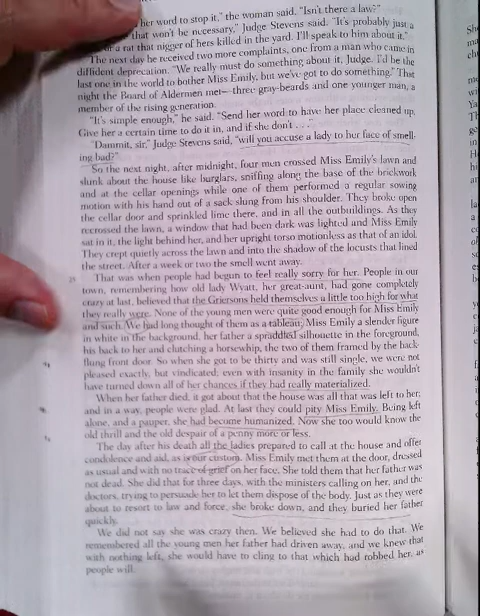 her word to stop it," the woman said. "Isn't there a law?"
that won't be necessary," Judge Stevens said. "It's probably just a
or a rat that nigger of hers killed in the yard. I'll speak to him about it."
The next day he received two more complaints, one from a man who came in
diffident deprecation. "We really must do something about it, Judge. I'd be the
last one in the world to bother Miss Emily, but we've got to do something." That
night the Board of Aldermen met—three gray-beards and one younger man, a
member of the rising generation.
"It's simple enough," he said. "Send her word to have her place cleaned up.
Give her a certain time to do it in, and if she don't . . ."
"Dammit, sir," Judge Stevens said, "will you accuse a lady to her face of smell-
ing bad?"
So the next night, after midnight, four men crossed Miss Emily's lawn and
slunk about the house like burglars, sniffing along the base of the brickwork
and at the cellar openings while one of them performed a regular sowing
motion with his hand out of a sack slung from his shoulder. They broke open
the cellar door and sprinkled lime there, and in all the outbuildings. As they
recrossed the lawn, a window that had been dark was lighted and Miss Emily
sat in it, the light behind her, and her upright torso motionless as that of an idol.
They crept quietly across the lawn and into the shadow of the locusts that lined
the street. After a week or two the smell went away.
25 That was when people had begun to feel really sorry for her. People in our
town, remembering how old lady Wyatt, her great-aunt, had gone completely
crazy at last, believed that the Griersons held themselves a little too high for what
they really were. None of the young men were quite good enough for Miss Emily
and such. We had long thought of them as a tableau; Miss Emily a slender figure
in white in the background, her father a spraddled silhouette in the foreground,
his back to her and clutching a horsewhip, the two of them framed by the back-
flung front door. So when she got to be thirty and was still single, we were not
pleased exactly, but vindicated; even with insanity in the family she wouldn't
have turned down all of her chances if they had really materialized.
When her father died, it got about that the house was all that was left to her;
and in a way, people were glad. At last they could pity Miss Emily. Being left
alone, and a pauper, she had become humanized. Now she too would know the
old thrill and the old despair of a penny more or less.
The day after his death all the ladies prepared to call at the house and offer
condolence and aid, as is our custom. Miss Emily met them at the door, dressed
as usual and with no trace of grief on her face. She told them that her father was
not dead. She did that for three days, with the ministers calling on her, and the
doctors, trying to persuade her to let them dispose of the body. Just as they were
about to resort to law and force, she broke down, and they buried her father
quickly.
We did not say she was crazy then. We believed she had to do that. We
remembered all the young men her father had driven away, and we knew that
with nothing left, she would have to cling to that which had robbed her, as
people will.